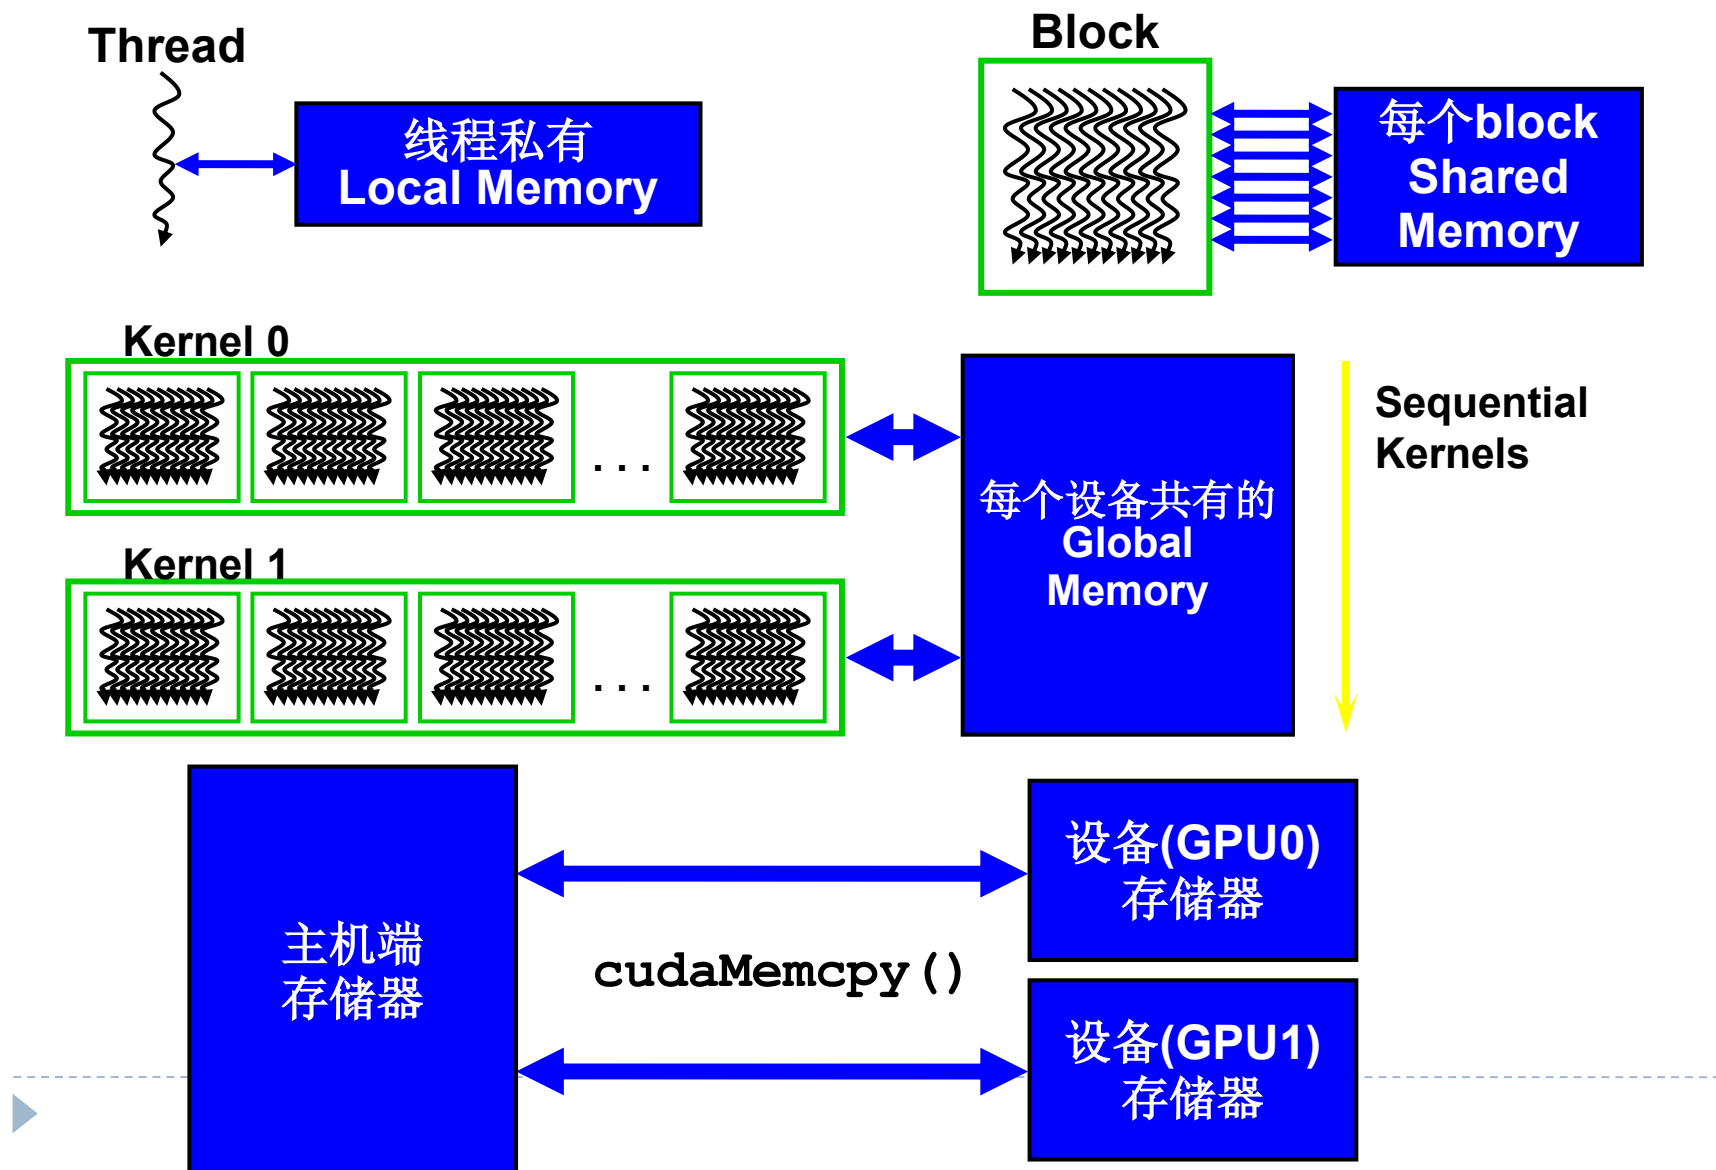 Thread
线程私有
Local Memory
Block
每个block
Shared
Memory
Kernel 0
. . .
每个设备共有的
Global
Memory
Sequential
Kernels
Kernel 1
. . .
主机端
存储器
cudaMemcpy()
设备(GPU0)
存储器
设备(GPU1)
存储器